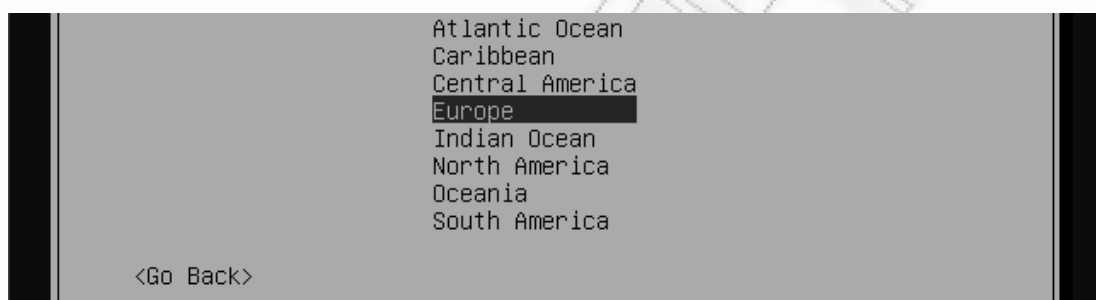 Atlantic Ocean
Caribbean
Central America
Europe
Indian Ocean
North America
Oceania
South America
<Go Back>